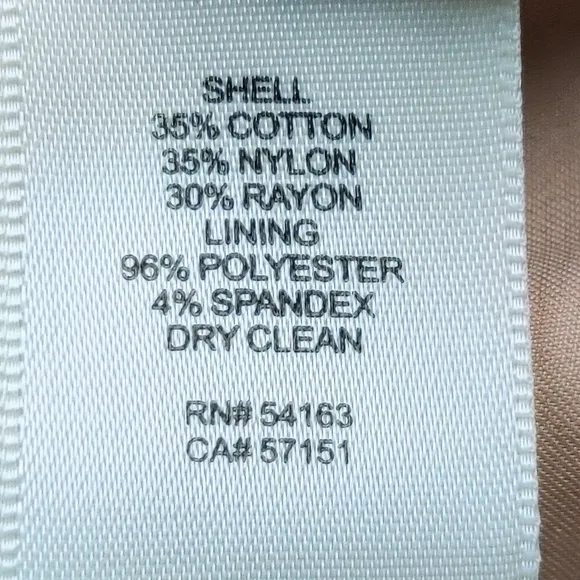 SHELL
35% COTTON
35% NYLON
30% RAYON
LINING
96% POLYESTER
4% SPANDEX
DRY CLEAN
RN# 54163
CA# 57151